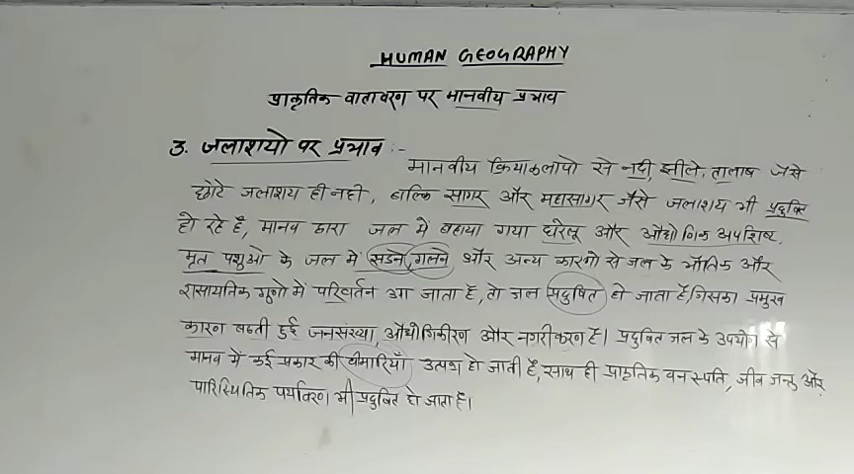 HUMAN GEOGRAPHY
प्राकृतिक वातावरण पर मानवीय प्रभाव
3. जलाशयो पर प्रभाव :-
मानवीय क्रियाकलापो से नदी, झीले, तालाब जैसे
छोटे जलाशय ही नही, बल्कि सागर और महासागर जैसे जलाशय भी प्रदुषित
हो रहे है, मानव द्वारा जल में बहाया गया घरेलू और औद्योगिक अपशिष्ट,
मृत पशुओ के जल में सडने, गलने और अन्य कारणो से जल के भौतिक और
रासायनिक गुणो में परिवर्तन आ जाता है, तो जल प्रदुषित हो जाता है, जिसका प्रमुख
कारण बढती हुई जनसंख्या, औद्योगिकीरण और नगरीकरण है। प्रदुषित जल के उपयोग से
मानव में कई प्रकार की बीमारियाँ उत्पन्न हो जाती है, साथ ही प्राकृतिक वनस्पति, जीव जन्तु और
पारिस्थितिक पर्यावरण भी प्रदुषित हो जाता है।